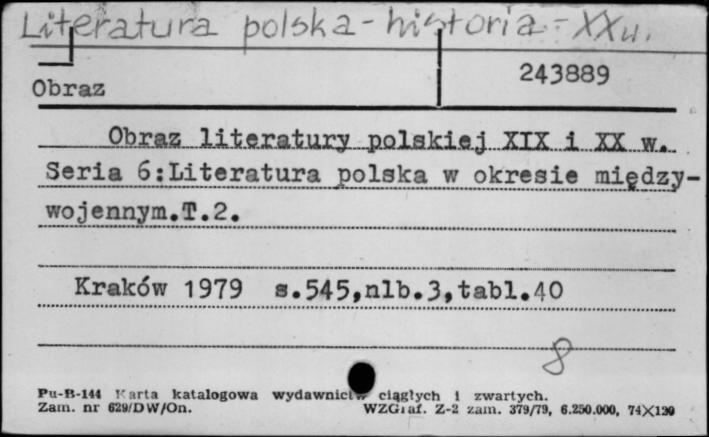 Literatura polska - historia - XX w.
243889
Obraz
Obraz literatury polskiej XIX i XX w.
Seria 6:Literatura polska w okresie między-
wojennym.T.2.
Kraków 1979 s.545,nlb.3,tabl.40
8
Pu-B-144 Karta katalogowa wydawnictw ciągłych i zwartych.
Zam. nr 629/DW/On. WZGraf. Z-2 zam. 379/79, 6.250.000, 74X120